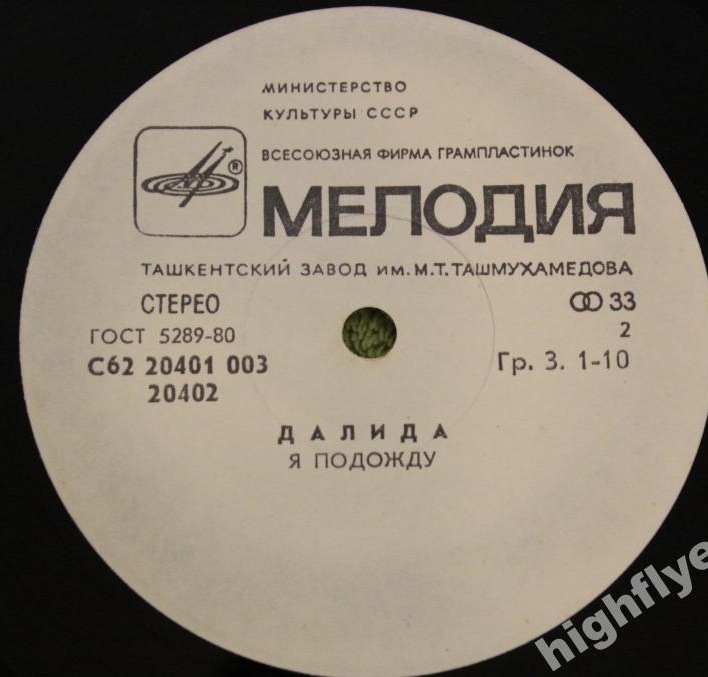 МИНИСТЕРСТВО
КУЛЬТУРЫ СССР
ВСЕСОЮЗНАЯ ФИРМА ГРАМПЛАСТИНОК
®
МЕЛОДИЯ
ТАШКЕНТСКИЙ ЗАВОД ИМ. М.Т. ТАШМУХАМЕДОВА
СТЕРЕО
33
ГОСТ 5289-80
2
С62 20401 003
Гр. 3. 1-10
20402
ДАЛИДА
Я ПОДОЖДУ
highflye